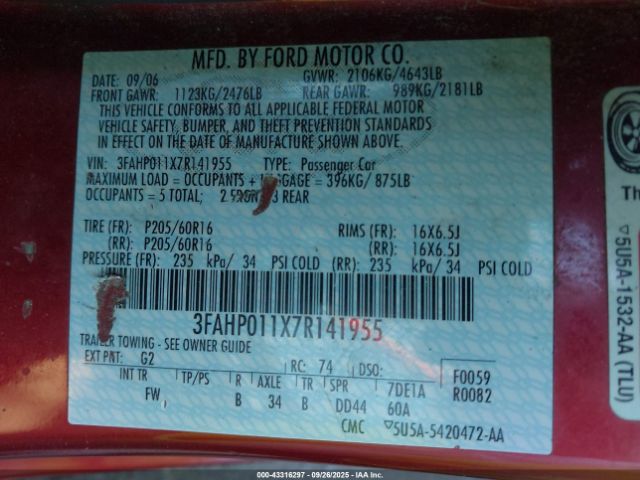 MFD. BY FORD MOTOR CO.
DATE: 09/06 GVWR: 2106KG/4643LB
FRONT GAWR: 1123KG/2476LB REAR GAWR: 989KG/2181LB
THIS VEHICLE CONFORMS TO ALL APPLICABLE FEDERAL MOTOR
VEHICLE SAFETY, BUMPER, AND THEFT PREVENTION STANDARDS
IN EFFECT ON THE DATE OF MANUFACTURE SHOWN ABOVE.
VIN: 3FAHP011X7R141955 TYPE: Passenger Car
MAXIMUM LOAD = OCCUPANTS + LUGGAGE = 396KG/ 875LB
OCCUPANTS = 5 TOTAL: 2 3 REAR
TIRE (FR): P205/60R16 RIMS (FR): 16X6.5J
(RR): P205/60R16 (RR): 16X6.5J
PRESSURE (FR): 235 kPa/ 34 PSI COLD (RR): 235 kPa/ 34 PSI COLD
3FAHP011X7R141955
TRAILER TOWING - SEE OWNER GUIDE
EXT PNT: G2 RC: 74 DSO: F0059
INT TR TP/PS R AXLE TR SPR 7DE1A R0082
FW B 34 B DD44 60A
CMC ▽5U5A-5420472-AA
Th
▽5U5A-1532-AA (TLU)
000-43316297 - 09/26/2025 - IAA Inc.